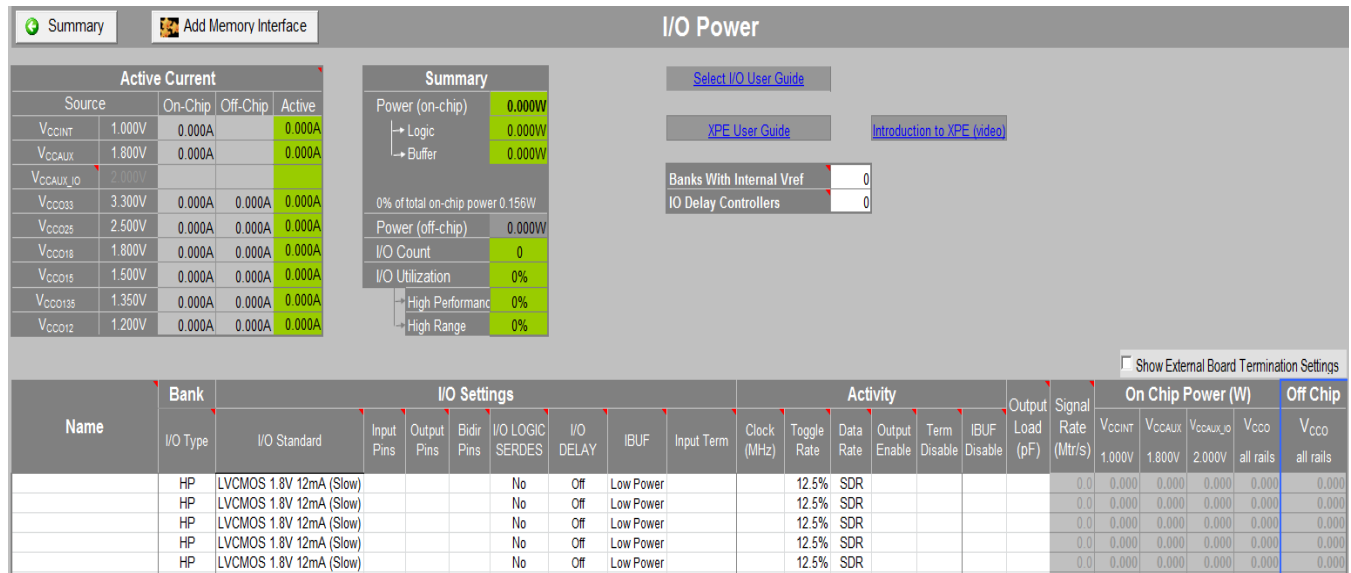 Summary Add Memory Interface I/O Power
Active Current
Source On-Chip Off-Chip Active
VCCINT 1.000V 0.000A 0.000A
VCCAUX 1.800V 0.000A 0.000A
VCCAUX_IO 2.000V
VCCO33 3.300V 0.000A 0.000A 0.000A
VCCO25 2.500V 0.000A 0.000A 0.000A
VCCO18 1.800V 0.000A 0.000A 0.000A
VCCO15 1.500V 0.000A 0.000A 0.000A
VCCO135 1.350V 0.000A 0.000A 0.000A
VCCO12 1.200V 0.000A 0.000A 0.000A
Summary
Power (on-chip) 0.000W
Logic 0.000W
Buffer 0.000W
0% of total on-chip power 0.156W
Power (off-chip) 0.000W
I/O Count 0
I/O Utilization 0%
High Performanc 0%
High Range 0%
Select I/O User Guide
XPE User Guide Introduction to XPE (video)
Banks With Internal Vref 0
IO Delay Controllers 0
Show External Board Termination Settings
Name Bank I/O Settings Activity Output Load (pF) Signal Rate (Mtr/s) On Chip Power (W) Off Chip
I/O Type I/O Standard Input Pins Output Pins Bidir Pins I/O LOGIC SERDES I/O DELAY IBUF Input Term Clock (MHz) Toggle Rate Data Rate Output Enable Term Disable IBUF Disable VCCINT 1.000V VCCAUX 1.800V VCCAUX_IO 2.000V VCCO all rails VCCO all rails
HP LVCMOS 1.8V 12mA (Slow) No Off Low Power 12.5% SDR 0.0 0.000 0.000 0.000 0.000 0.000
HP LVCMOS 1.8V 12mA (Slow) No Off Low Power 12.5% SDR 0.0 0.000 0.000 0.000 0.000 0.000
HP LVCMOS 1.8V 12mA (Slow) No Off Low Power 12.5% SDR 0.0 0.000 0.000 0.000 0.000 0.000
HP LVCMOS 1.8V 12mA (Slow) No Off Low Power 12.5% SDR 0.0 0.000 0.000 0.000 0.000 0.000
HP LVCMOS 1.8V 12mA (Slow) No Off Low Power 12.5% SDR 0.0 0.000 0.000 0.000 0.000 0.000